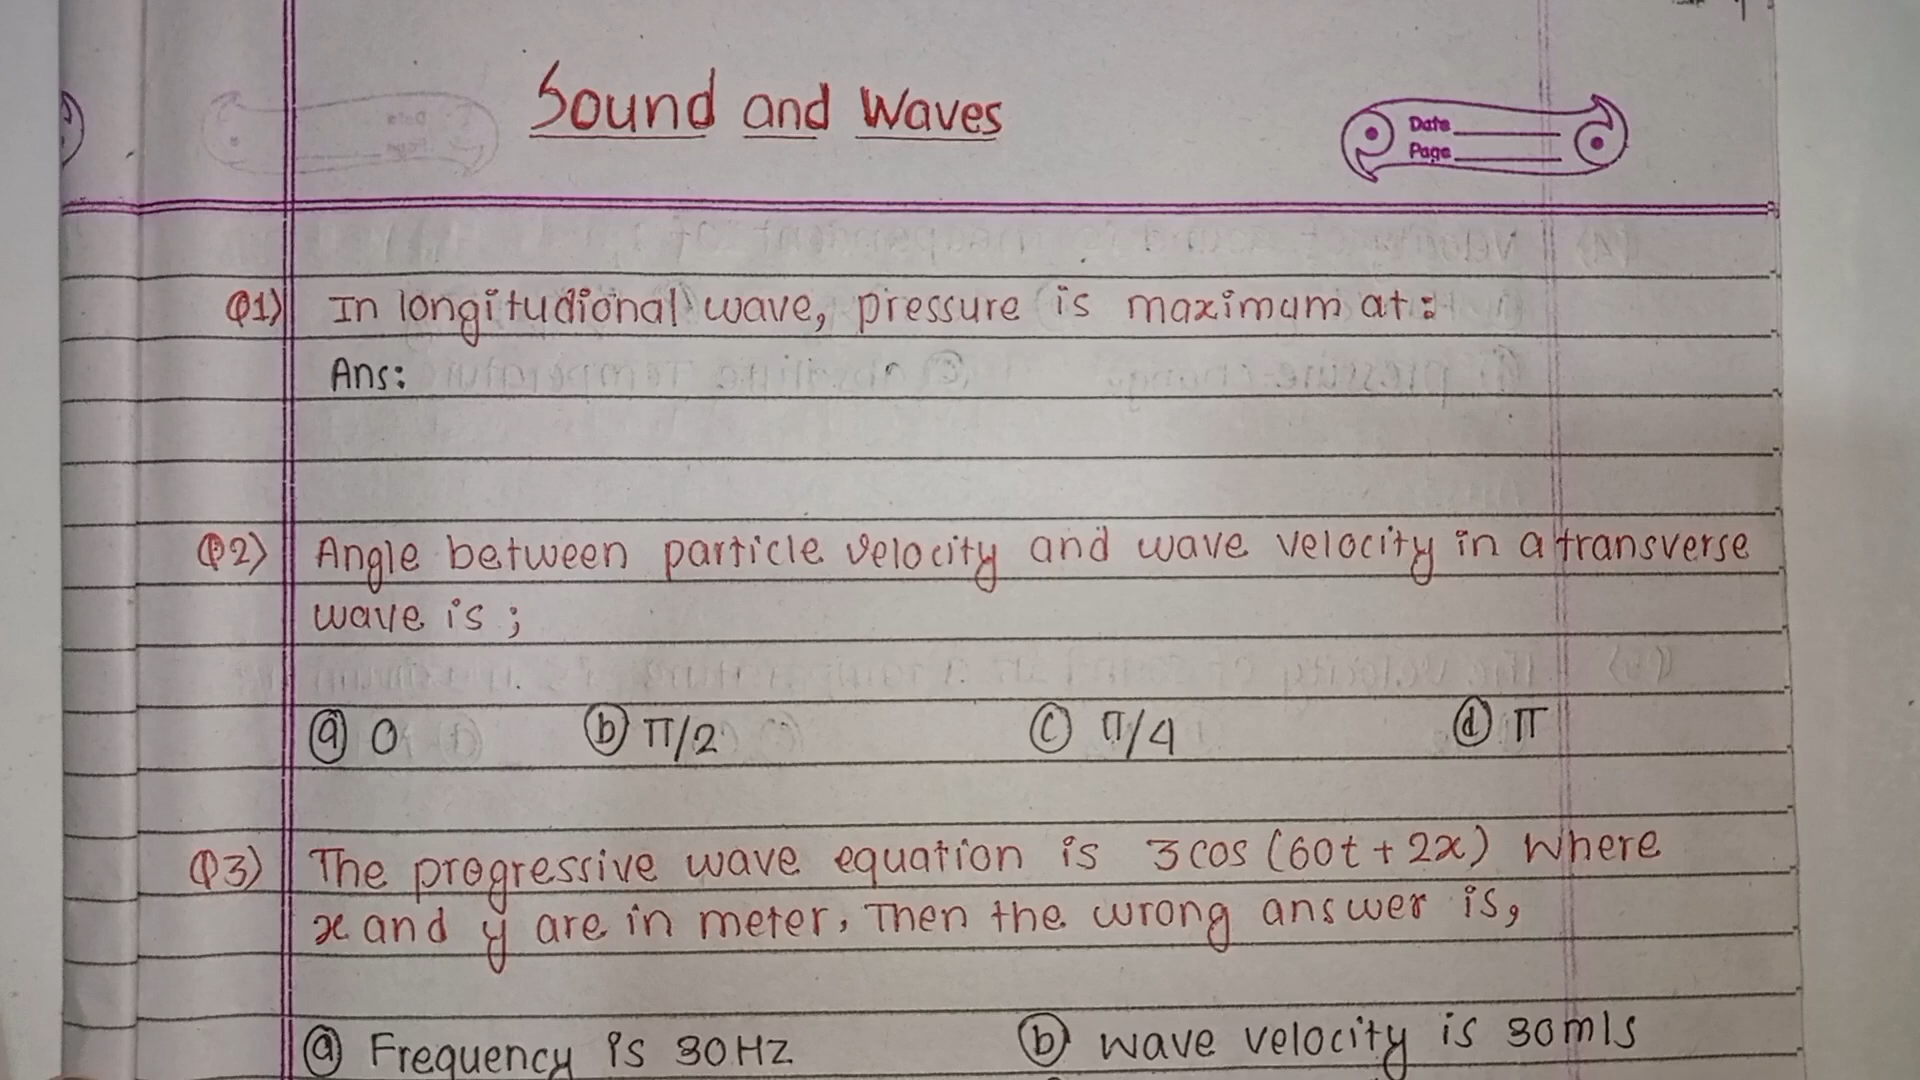 Sound and Waves
Date
Page
Q1) In longitudional wave, pressure is maximum at:
Ans:
Q2) Angle between particle velocity and wave velocity in a transverse
wave is ;
ⓐ 0 ⓑ π/2 ⓒ π/4 ⓓ π
Q3) The progressive wave equation is 3cos (60t + 2x) where
x and y are in meter, Then the wrong answer is,
ⓐ Frequency is 30HZ ⓑ wave velocity is 30m/s